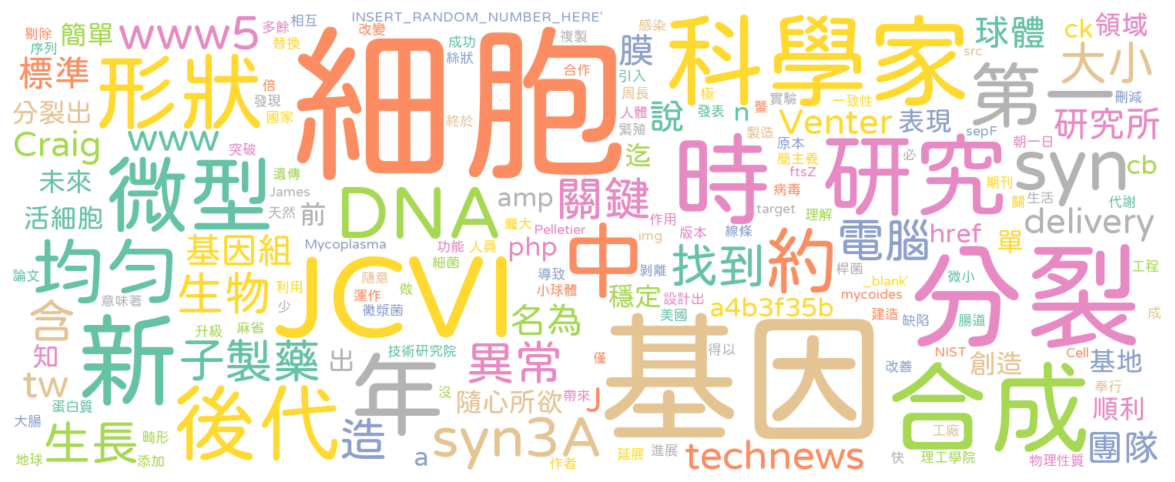 INSERT_RANDOM_NUMBER_HERE'
剔除
序列
簡單
多餘
www5
相互
替換
改變
細胞
成功
絲狀
複製
合作
膜
感染
引入
周長
科學家
src
球體
ck
領域
標準
形狀
倍
發現
國家
終於
人體
繁殖
說
極
發表
n
暨
實驗
製造
一致性
Venter
表現
第一
大小
刪減
sepF
研究所
分裂出
Craig
www
突破
遺傳
迄
原本
簡主義
ftsZ
病毒
時
研究
必
期刊
朝一日
syn
cb
未來
活細胞
微型
James
天然
前
DNA
amp
關鍵
作用
版本
target
理解
關
生活
代謝
delivery
單
論文
均勻
基因組
生物
利用
少
意味著
Mycoplasma
龐大
功能
人員
細菌
php
Pelletier
img
中
導致
小球體
剝離
線條
找到
約
電腦
桿菌
href
_blank'
微小
mycoides
工程
含
知
tw
新
升級
麻省
子製藥
出
JCVI
隨意
運作
做
黴漿菌
名為
穩定
設計出
美國
a4b3f35b
建造
缺陷
腸道
分裂
成
技術研究院
年
沒
異常
僅
帶來
J
基因
得以
改善
NIST
創造
Cell
基地
奉行
順利
蛋白質
大腸
生長
地球
畸形
添加
後代
造
a
隨心所欲
syn3A
作者
延展
進展
technews
快
工廠
理工學院
合成
物理性質
團隊